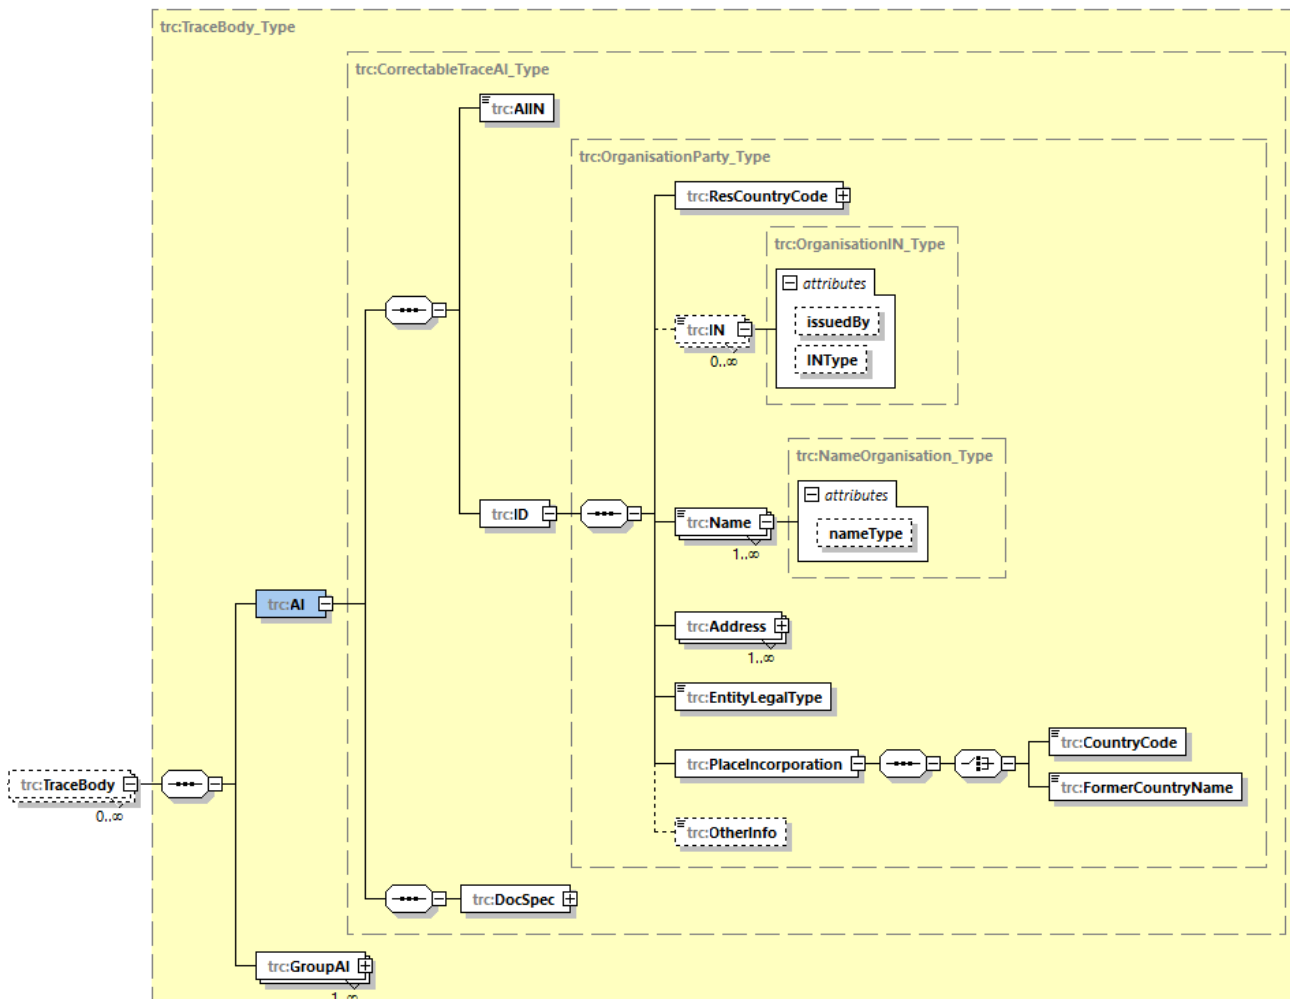 trc:TraceBody_Type
trc:CorrectableTraceAI_Type
trc:AIIN
trc:OrganisationParty_Type
trc:ResCountryCode
trc:OrganisationIN_Type
attributes
issuedBy
trc:IN
INType
0..∞
trc:NameOrganisation_Type
attributes
trc:ID
trc:Name
nameType
1..∞
trc:AI
trc:Address
1..∞
trc:EntityLegalType
trc:CountryCode
trc:PlaceIncorporation
trc:TraceBody
trc:FormerCountryName
0..∞
trc:OtherInfo
trc:DocSpec
trc:GroupAI
1..∞